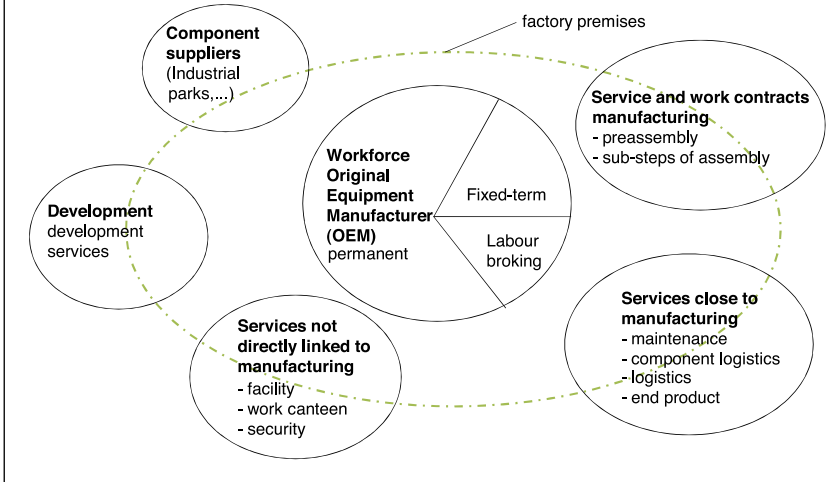 factory premises
Component
suppliers
(Industrial
parks,...)
Service and work contracts
manufacturing
- preassembly
- sub-steps of assembly
Workforce
Original
Equipment
Manufacturer
(OEM)
permanent
Fixed-term
Labour
broking
Development
development
services
Services not
directly linked to
manufacturing
- facility
- work canteen
- security
Services close to
manufacturing
- maintenance
- component logistics
- logistics
- end product